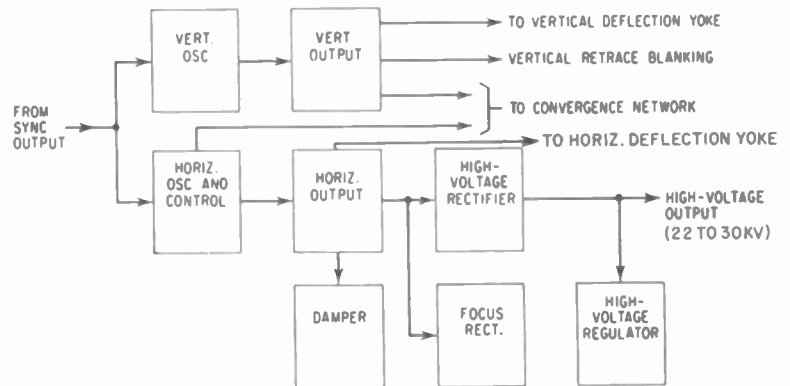 VERT.
OSC
VERT
OUTPUT
TO VERTICAL DEFLECTION YOKE
VERTICAL RETRACE BLANKING
TO CONVERGENCE NETWORK
FROM
SYNC
OUTPUT
TO HORIZ. DEFLECTION YOKE
HORIZ.
OSC AND
CONTROL
HORIZ.
OUTPUT
HIGH-
VOLTAGE
RECTIFIER
HIGH-VOLTAGE
OUTPUT
(22 TO 30KV)
DAMPER
FOCUS
RECT.
HIGH-
VOLTAGE
REGULATOR